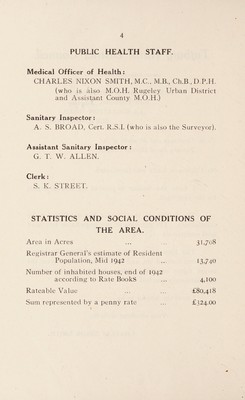 4
PUBLIC HEALTH STAFF.
Medical Officer of Health:
CHARLES NIXON SMITH, M.C., M.B., Ch.B., D.P.H.
(who is also M.O.H. Rugeley Urban District
and Assistant County M.O.H.)
Sanitary Inspector:
A. S. BROAD, Cert. R.S.I. (who is also the Surveyor).
Assistant Sanitary Inspector:
G. T. W. ALLEN.
Clerk:
S. K. STREET.
STATISTICS AND SOCIAL CONDITIONS OF
THE AREA.
Area in Acres ... ... 31,708
Registrar General's estimate of Resident
Population, Mid 1942 ... 13,740
Number of inhabited houses, end of 1942
according to Rate Books ... 4,100
Rateable Value ... ... £80,418
Sum represented by a penny rate ... £324.00